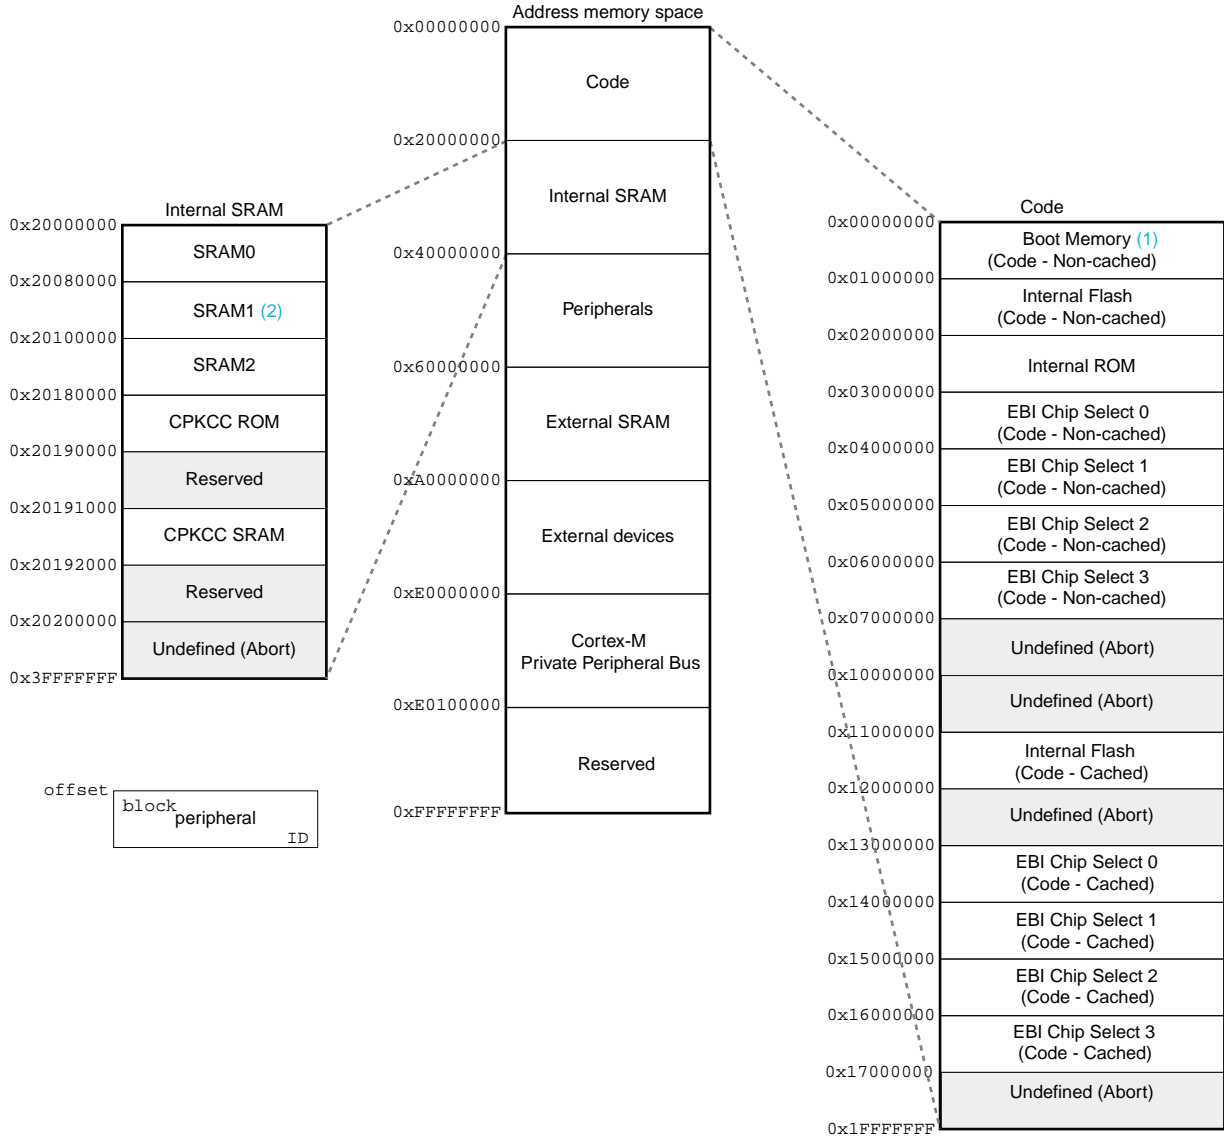 Address memory space
0x00000000
Code
0x20000000
Internal SRAM
0x40000000
Peripherals
0x60000000
External SRAM
0xA0000000
External devices
0xE0000000
Cortex-M
Private Peripheral Bus
0xE0100000
Reserved
0xFFFFFFFF
Internal SRAM
0x20000000
SRAM0
0x20080000
SRAM1 (2)
0x20100000
SRAM2
0x20180000
CPKCC ROM
0x20190000
Reserved
0x20191000
CPKCC SRAM
0x20192000
Reserved
0x20200000
Undefined (Abort)
0x3FFFFFFF
offset
block
peripheral
ID
Code
0x00000000
Boot Memory (1)
(Code - Non-cached)
0x01000000
Internal Flash
(Code - Non-cached)
0x02000000
Internal ROM
0x03000000
EBI Chip Select 0
(Code - Non-cached)
0x04000000
EBI Chip Select 1
(Code - Non-cached)
0x05000000
EBI Chip Select 2
(Code - Non-cached)
0x06000000
EBI Chip Select 3
(Code - Non-cached)
0x07000000
Undefined (Abort)
0x10000000
Undefined (Abort)
0x11000000
Internal Flash
(Code - Cached)
0x12000000
Undefined (Abort)
0x13000000
EBI Chip Select 0
(Code - Cached)
0x14000000
EBI Chip Select 1
(Code - Cached)
0x15000000
EBI Chip Select 2
(Code - Cached)
0x16000000
EBI Chip Select 3
(Code - Cached)
0x17000000
Undefined (Abort)
0x1FFFFFFF